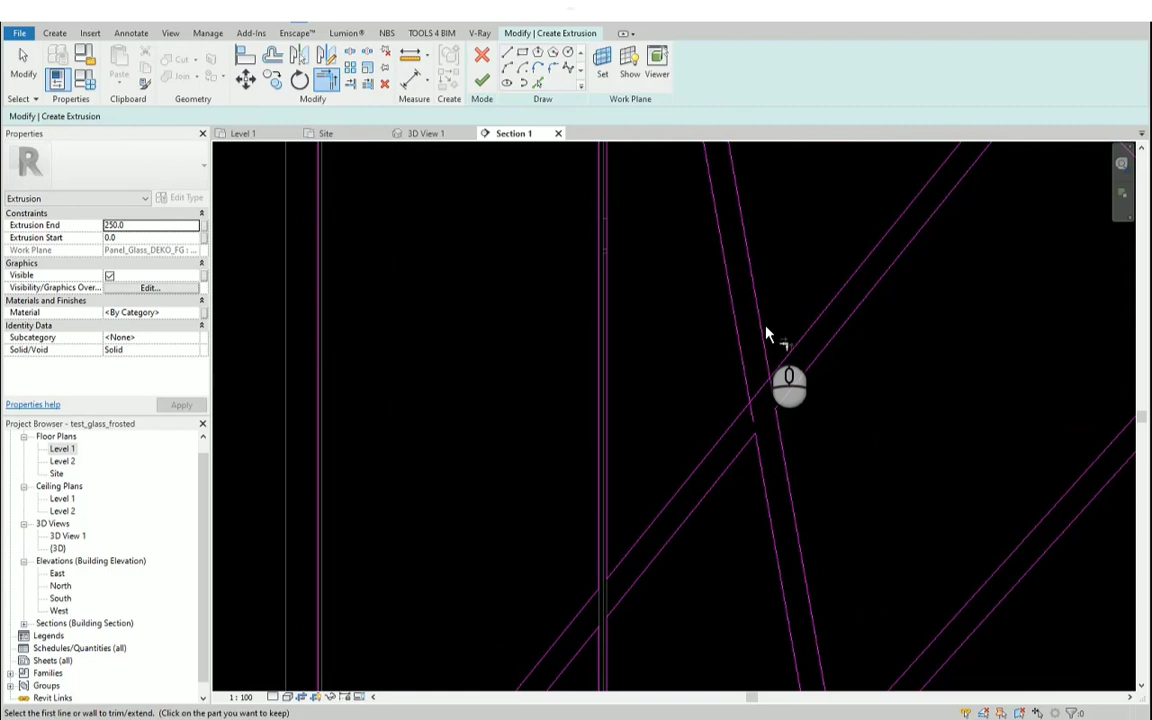 File Create Insert Annotate View Manage Add-Ins Enscape™ Lumion® NBS TOOLS 4 BIM V-Ray Modify | Create Extrusion
Modify Paste Cut Join Create Set Show Viewer
Select Properties Clipboard Geometry Modify Measure Create Mode Draw Work Plane
Modify | Create Extrusion
Properties Level 1 Site 3D View 1 Section 1
Extrusion Edit Type
Constraints
Extrusion End 250.0
Extrusion Start 0.0
Work Plane Panel_Glass_DEKO_FG : ...
Graphics
Visible
Visibility/Graphics Over... Edit...
Materials and Finishes
Material <By Category>
Identity Data
Subcategory <None>
Solid/Void Solid
Properties help Apply
0
Project Browser - test_glass_frosted
Floor Plans
Level 1
Level 2
Site
Ceiling Plans
Level 1
Level 2
3D Views
3D View 1
{3D}
Elevations (Building Elevation)
East
North
South
West
Sections (Building Section)
Legends
Schedules/Quantities (all)
Sheets (all)
Families
Groups
Revit Links
1 : 100
Select the first line or wall to trim/extend. (Click on the part you want to keep) :0